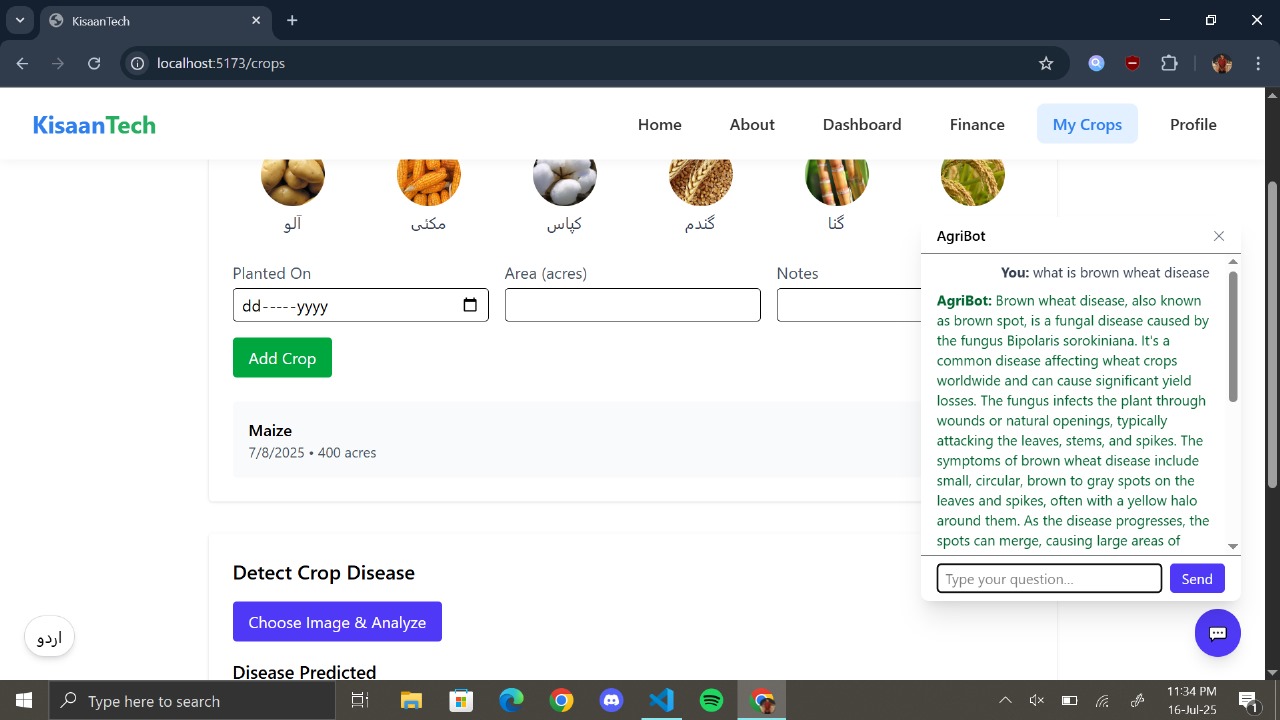 KisaanTech
localhost:5173/crops
KisaanTech
Home
About
Dashboard
Finance
My Crops
Profile
آلو
مکئی
کپاس
گندم
گنا
Planted On
Area (acres)
Notes
dd-----yyyy
Add Crop
Maize
7/8/2025 • 400 acres
Detect Crop Disease
Choose Image & Analyze
Disease Predicted
اردو
AgriBot
You: what is brown wheat disease
AgriBot: Brown wheat disease, also known
as brown spot, is a fungal disease caused by
the fungus Bipolaris sorokiniana. It's a
common disease affecting wheat crops
worldwide and can cause significant yield
losses. The fungus infects the plant through
wounds or natural openings, typically
attacking the leaves, stems, and spikes. The
symptoms of brown wheat disease include
small, circular, brown to gray spots on the
leaves and spikes, often with a yellow halo
around them. As the disease progresses, the
spots can merge, causing large areas of
Type your question...
Send
Type here to search
11:34 PM
16-Jul-25
1